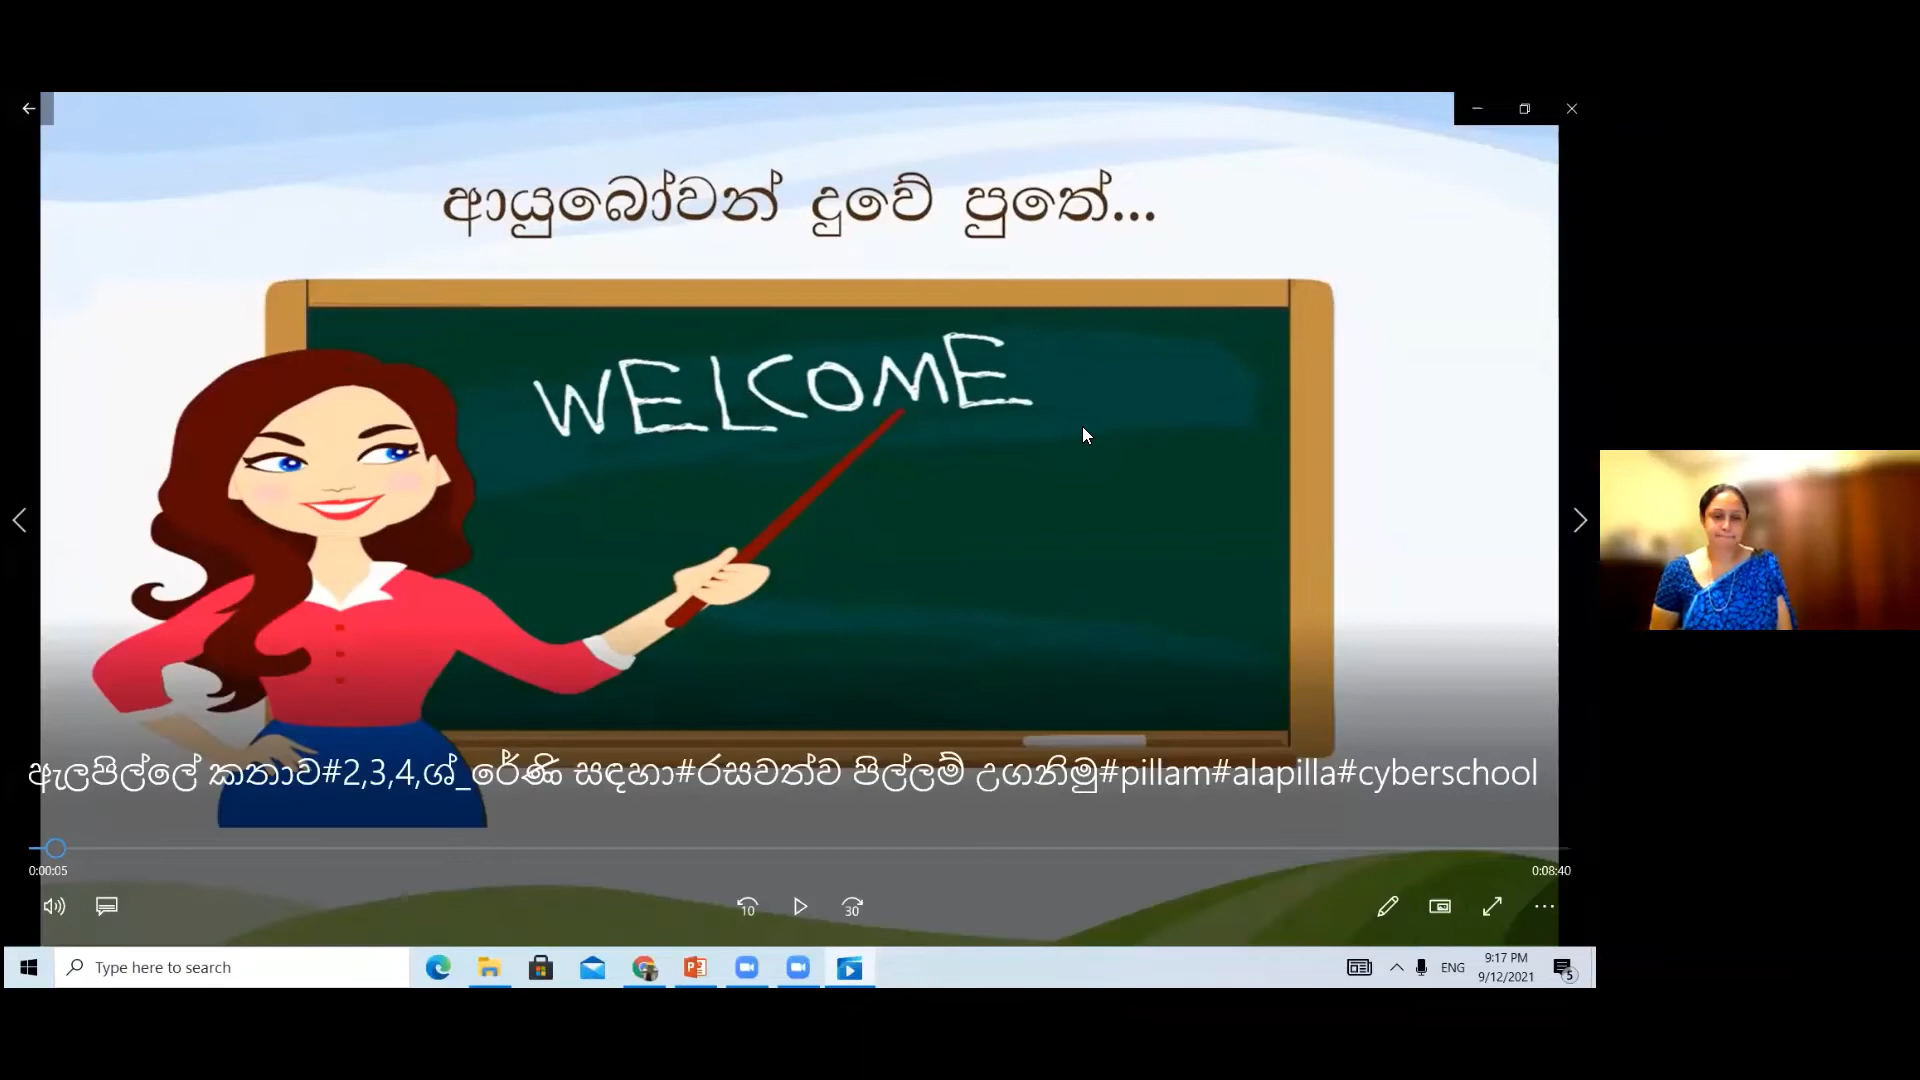 ආයුබෝවන් දුවේ පුතේ...
WELCOME
ඇලපිල්ලේ කතාව#2,3,4,ශ්_රේණි සඳහා#රසවත්ව පිල්ලම් උගනිමු#pillam#alapilla#cyberschool
0:00:05
0:08:40
10
30
Type here to search
ENG
9:17 PM
9/12/2021
5